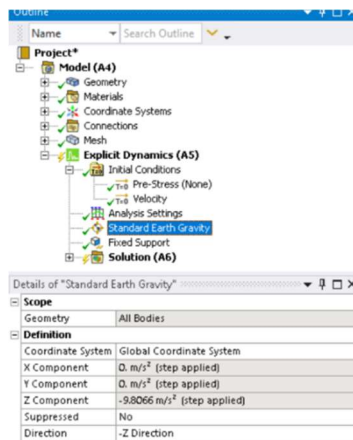 Outline
Name Search Outline
Project*
Model (A4)
Geometry
Materials
Coordinate Systems
Connections
Mesh
Explicit Dynamics (A5)
Initial Conditions
T=0 Pre-Stress (None)
T=0 Velocity
Analysis Settings
Standard Earth Gravity
Fixed Support
Solution (A6)
Details of "Standard Earth Gravity"
Scope
Geometry All Bodies
Definition
Coordinate System Global Coordinate System
X Component 0. m/s² (step applied)
Y Component 0. m/s² (step applied)
Z Component -9.8066 m/s² (step applied)
Suppressed No
Direction -Z Direction